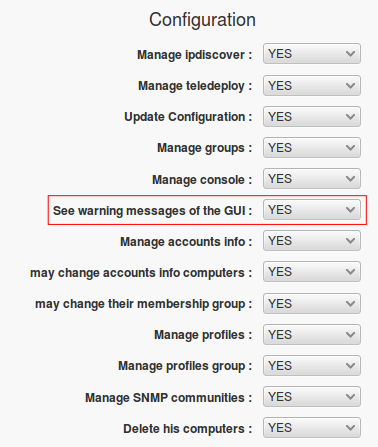 Configuration
Manage ipdiscover : YES
Manage teledeploy : YES
Update Configuration : YES
Manage groups : YES
Manage console : YES
See warning messages of the GUI : YES
Manage accounts info : YES
may change accounts info computers : YES
may change their membership group : YES
Manage profiles : YES
Manage profiles group : YES
Manage SNMP communities : YES
Delete his computers : YES